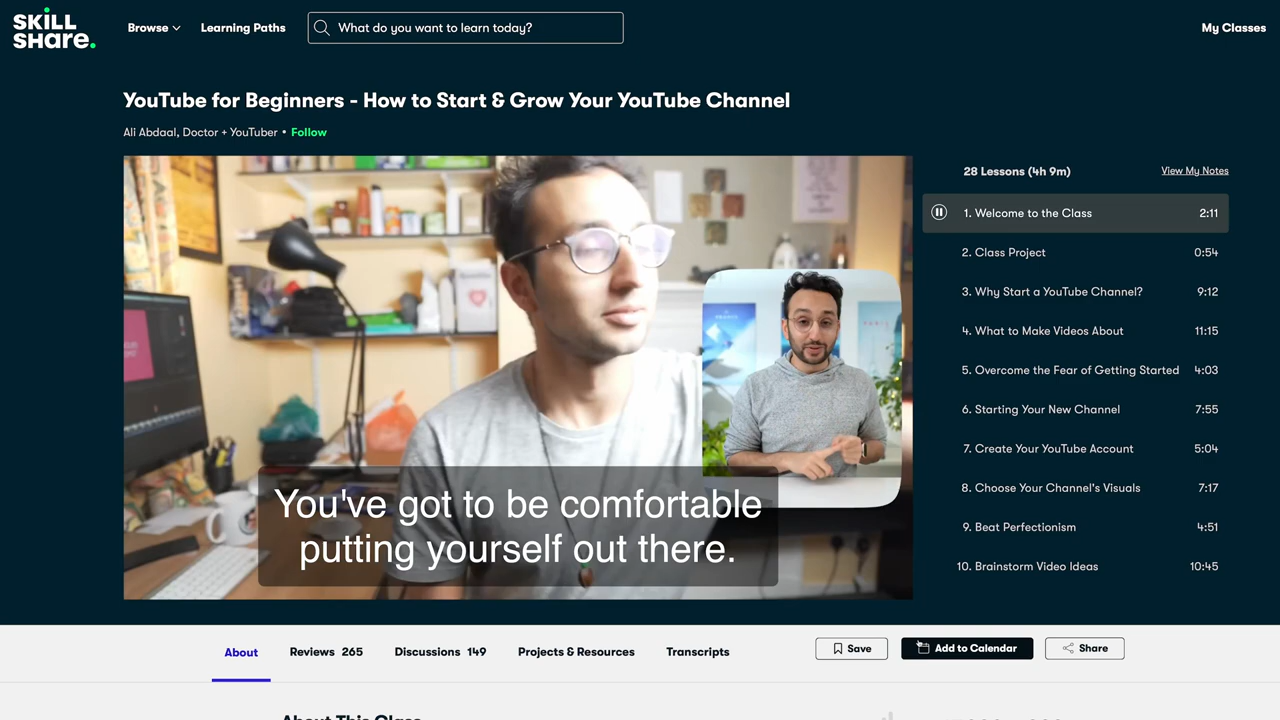 SKILL
SHare.
Browse
Learning Paths
What do you want to learn today?
My Classes
YouTube for Beginners - How to Start & Grow Your YouTube Channel
Ali Abdaal, Doctor + YouTuber • Follow
28 Lessons (4h 9m)
View My Notes
1. Welcome to the Class 2:11
2. Class Project 0:54
3. Why Start a YouTube Channel? 9:12
4. What to Make Videos About 11:15
5. Overcome the Fear of Getting Started 4:03
6. Starting Your New Channel 7:55
7. Create Your YouTube Account 5:04
8. Choose Your Channel's Visuals 7:17
9. Beat Perfectionism 4:51
10. Brainstorm Video Ideas 10:45
You've got to be comfortable
putting yourself out there.
About
Reviews 265
Discussions 149
Projects & Resources
Transcripts
Save
Add to Calendar
Share
About This Class